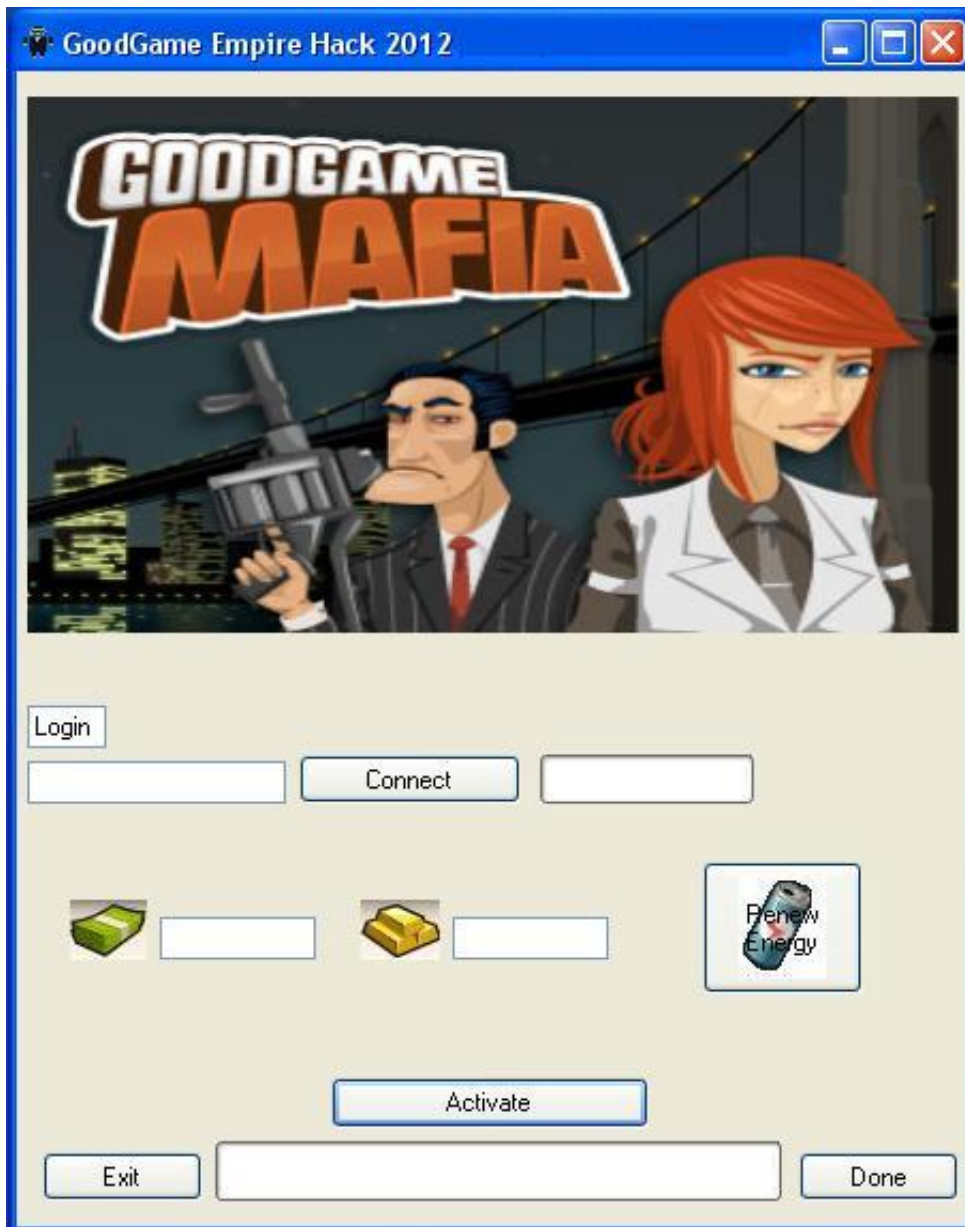 GoodGame Empire Hack 2012
GOODGAME
MAFIA
Login
Connect
Renew
Energy
Activate
Exit
Done